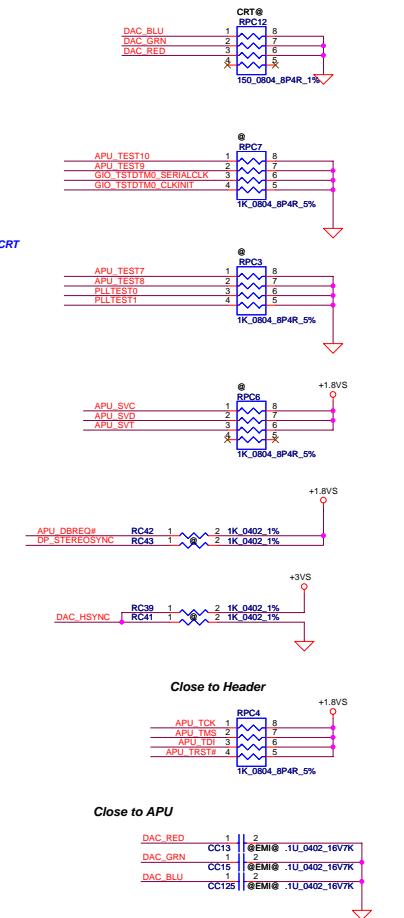 CRT@
RPC12
DAC_BLU 1 8
DAC_GRN 2 7
DAC_RED 3 6
4 5
150_0804_8P4R_1%
@
RPC7
APU_TEST10 1 8
APU_TEST9 2 7
GIO_TSTDTM0_SERIALCLK 3 6
GIO_TSTDTM0_CLKINIT 4 5
1K_0804_8P4R_5%
CRT
@
RPC3
APU_TEST7 1 8
APU_TEST8 2 7
PLLTEST0 3 6
PLLTEST1 4 5
1K_0804_8P4R_5%
+1.8VS
@
RPC6
APU_SVC 1 8
APU_SVD 2 7
APU_SVT 3 6
4 5
1K_0804_8P4R_5%
+1.8VS
APU_DBREQ# RC42 1 2 1K_0402_1%
DP_STEREOSYNC RC43 1 @ 2 1K_0402_1%
+3VS
RC39 1 2 1K_0402_1%
DAC_HSYNC RC41 1 @ 2 1K_0402_1%
Close to Header
+1.8VS
RPC4
APU_TCK 1 8
APU_TMS 2 7
APU_TDI 3 6
APU_TRST# 4 5
1K_0804_8P4R_5%
Close to APU
DAC_RED 1 2
CC13 @EMI@ .1U_0402_16V7K
DAC_GRN 1 2
CC15 @EMI@ .1U_0402_16V7K
DAC_BLU 1 2
CC125 @EMI@ .1U_0402_16V7K